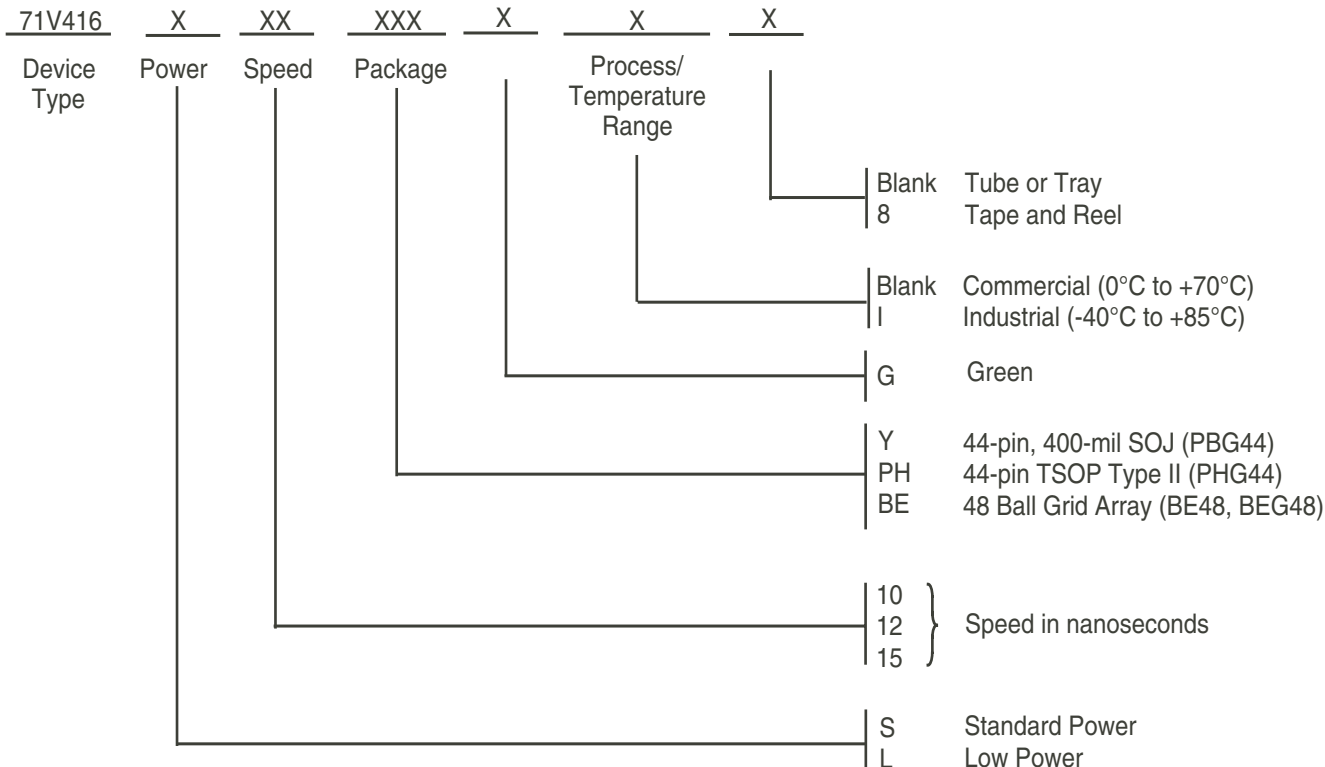 71V416 X XX XXX X X X
Device Type Power Speed Package Process/ Temperature Range
Blank Tube or Tray
8 Tape and Reel
Blank Commercial (0°C to +70°C)
I Industrial (-40°C to +85°C)
G Green
Y 44-pin, 400-mil SOJ (PBG44)
PH 44-pin TSOP Type II (PHG44)
BE 48 Ball Grid Array (BE48, BEG48)
10
12 Speed in nanoseconds
15
S Standard Power
L Low Power